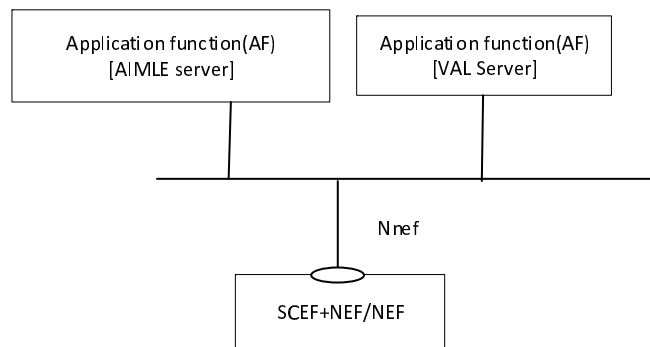 Application function(AF)
[AIMLE server]
Application function(AF)
[VAL Server]
Nnef
SCEF+NEF/NEF